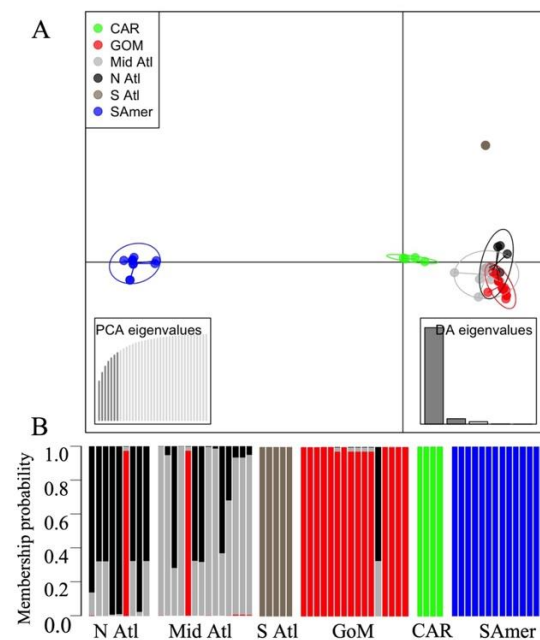 A
CAR
GOM
Mid Atl
N Atl
S Atl
SAmer
PCA eigenvalues
DA eigenvalues
B
Membership probability
1.0
0.8
0.6
0.4
0.2
0.0
N Atl Mid Atl S Atl GoM CAR SAmer